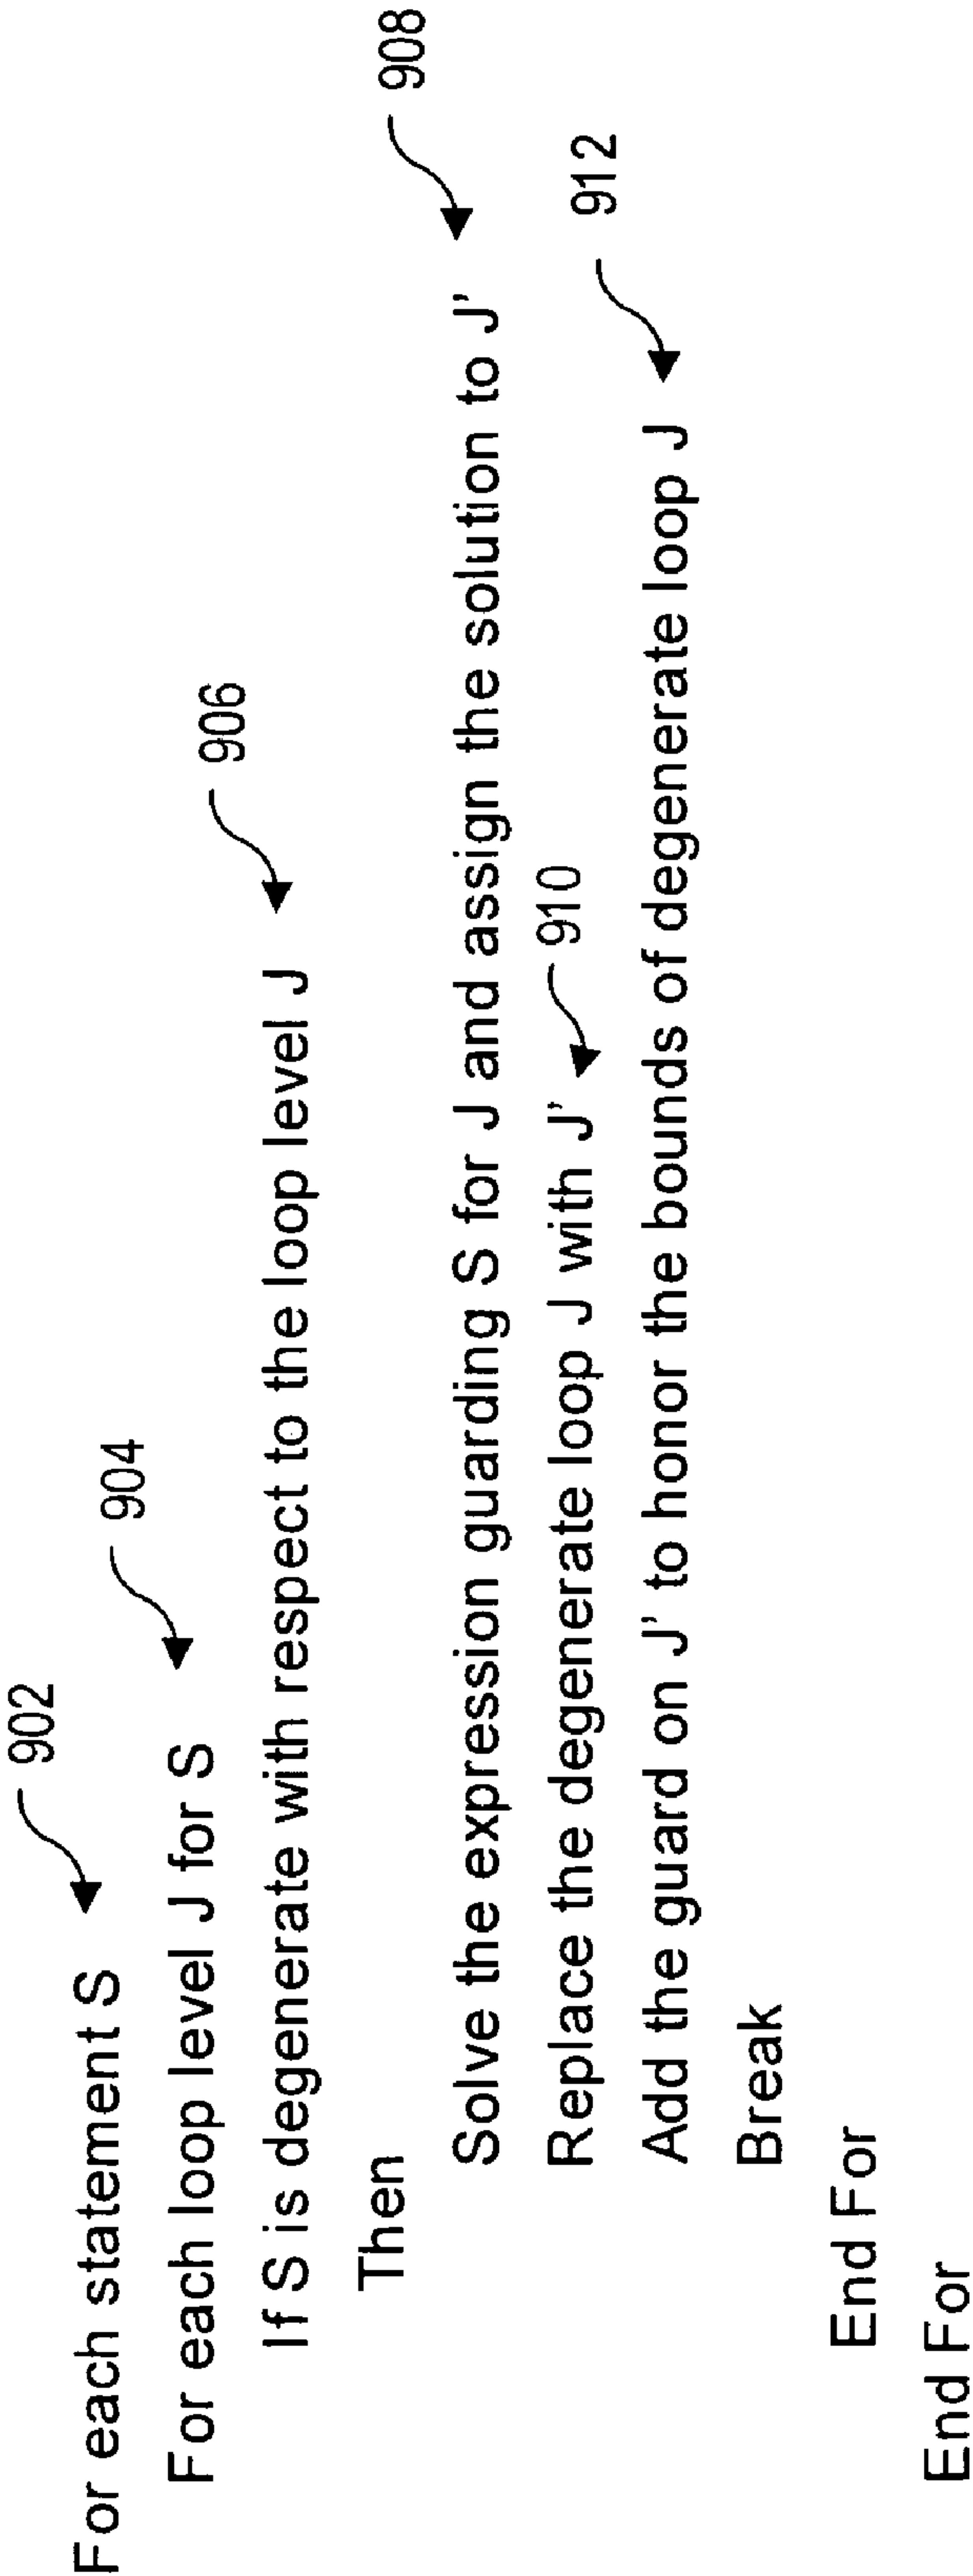 For each statement S 902
For each loop level J for S 904
If S is degenerate with respect to the loop level J 906
Then
Solve the expression guarding S for J and assign the solution to J' 908
Replace the degenerate loop J with J' 910
Add the guard on J' to honor the bounds of degenerate loop J 912
Break
End For
End For